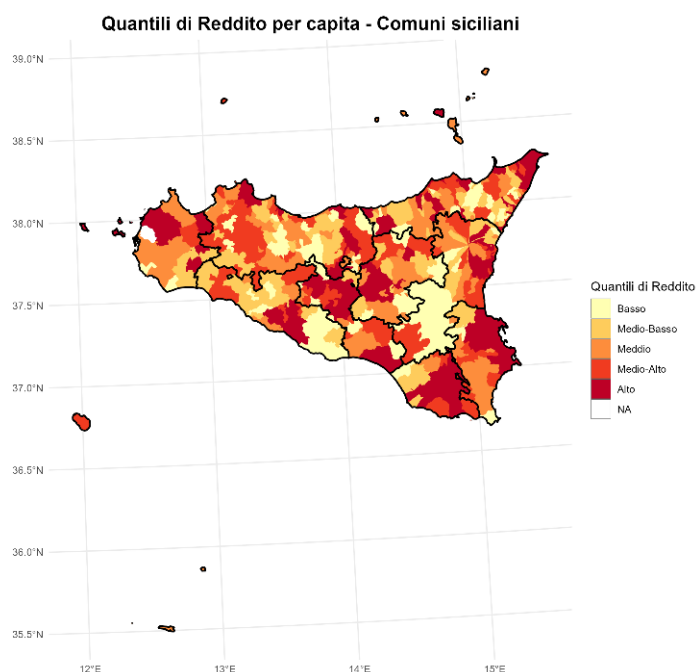 Quantili di Reddito per capita - Comuni siciliani
39.0°N
38.5°N
38.0°N
37.5°N
37.0°N
36.5°N
36.0°N
35.5°N
12°E
13°E
14°E
15°E
Quantili di Reddito
Basso
Medio-Basso
Meddio
Medio-Alto
Alto
NA